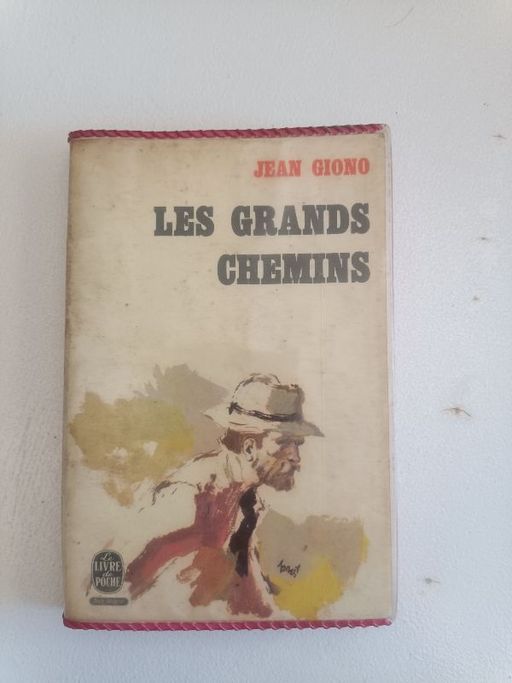 JEAN GIONO
LES GRANDS
CHEMINS
Le
LIVRE
de
POCHE